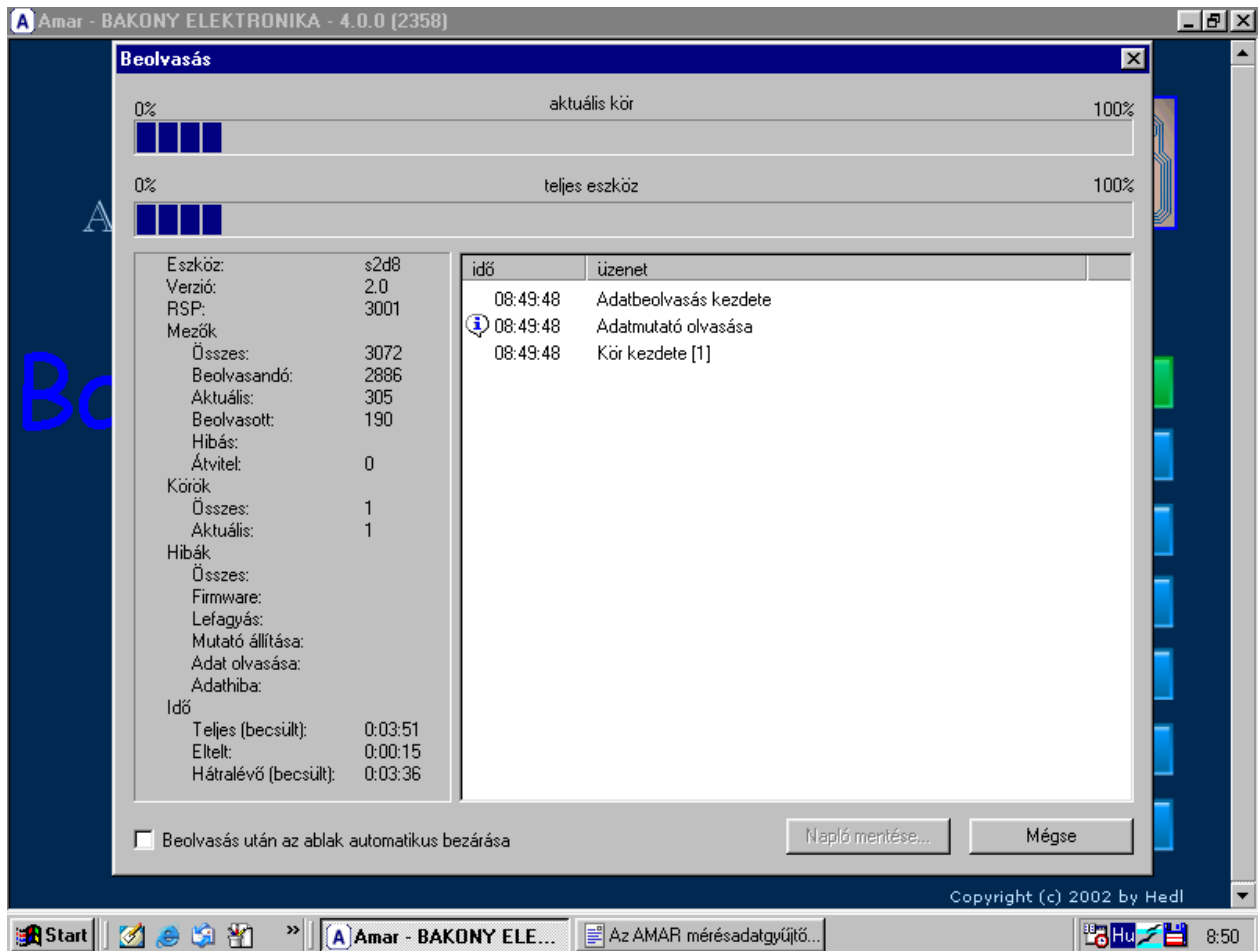 Amar - BAKONY ELEKTRONIKA - 4.0.0 (2358)
Beolvasás
0% aktuális kör 100%
0% teljes eszköz 100%
A
Eszköz: s2d8
Verzió: 2.0
RSP: 3001
Mezők
Összes: 3072
Beolvasandó: 2886
Aktuális: 305
Beolvasott: 190
Hibás:
Átvitel: 0
Körök
Összes: 1
Aktuális: 1
Hibák
Összes:
Firmware:
Lefagyás:
Mutató állítása:
Adat olvasása:
Adathiba:
Idő
Teljes (becsült): 0:03:51
Eltelt: 0:00:15
Hátralévő (becsült): 0:03:36
idő üzenet
08:49:48 Adatbeolvasás kezdete
08:49:48 Adatmutató olvasása
08:49:48 Kör kezdete [1]
Beolvasás után az ablak automatikus bezárása
Napló mentése...
Mégse
Copyright (c) 2002 by Hedl
Start
»
Amar - BAKONY ELE...
Az AMAR mérésadatgyűjtő...
Hu
8:50